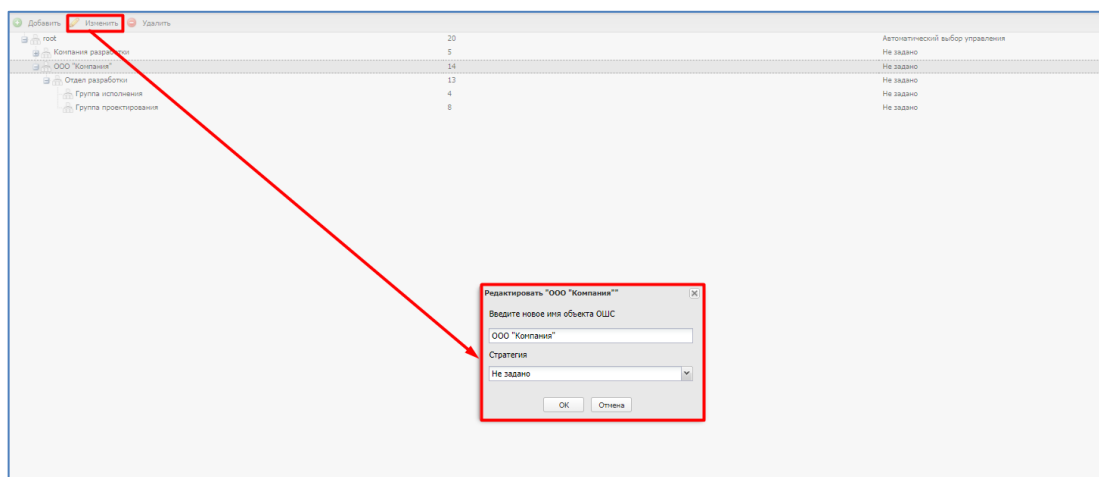 Добавить Изменить Удалить
root 20 Автоматический выбор управления
Компания разработки 5 Не задано
ООО "Компания" 14 Не задано
Отдел разработки 13 Не задано
Группа исполнения 4 Не задано
Группа проектирования 8 Не задано
Редактировать "ООО "Компания""
Введите новое имя объекта ОШС
ООО "Компания"
Стратегия
Не задано
ОК Отмена